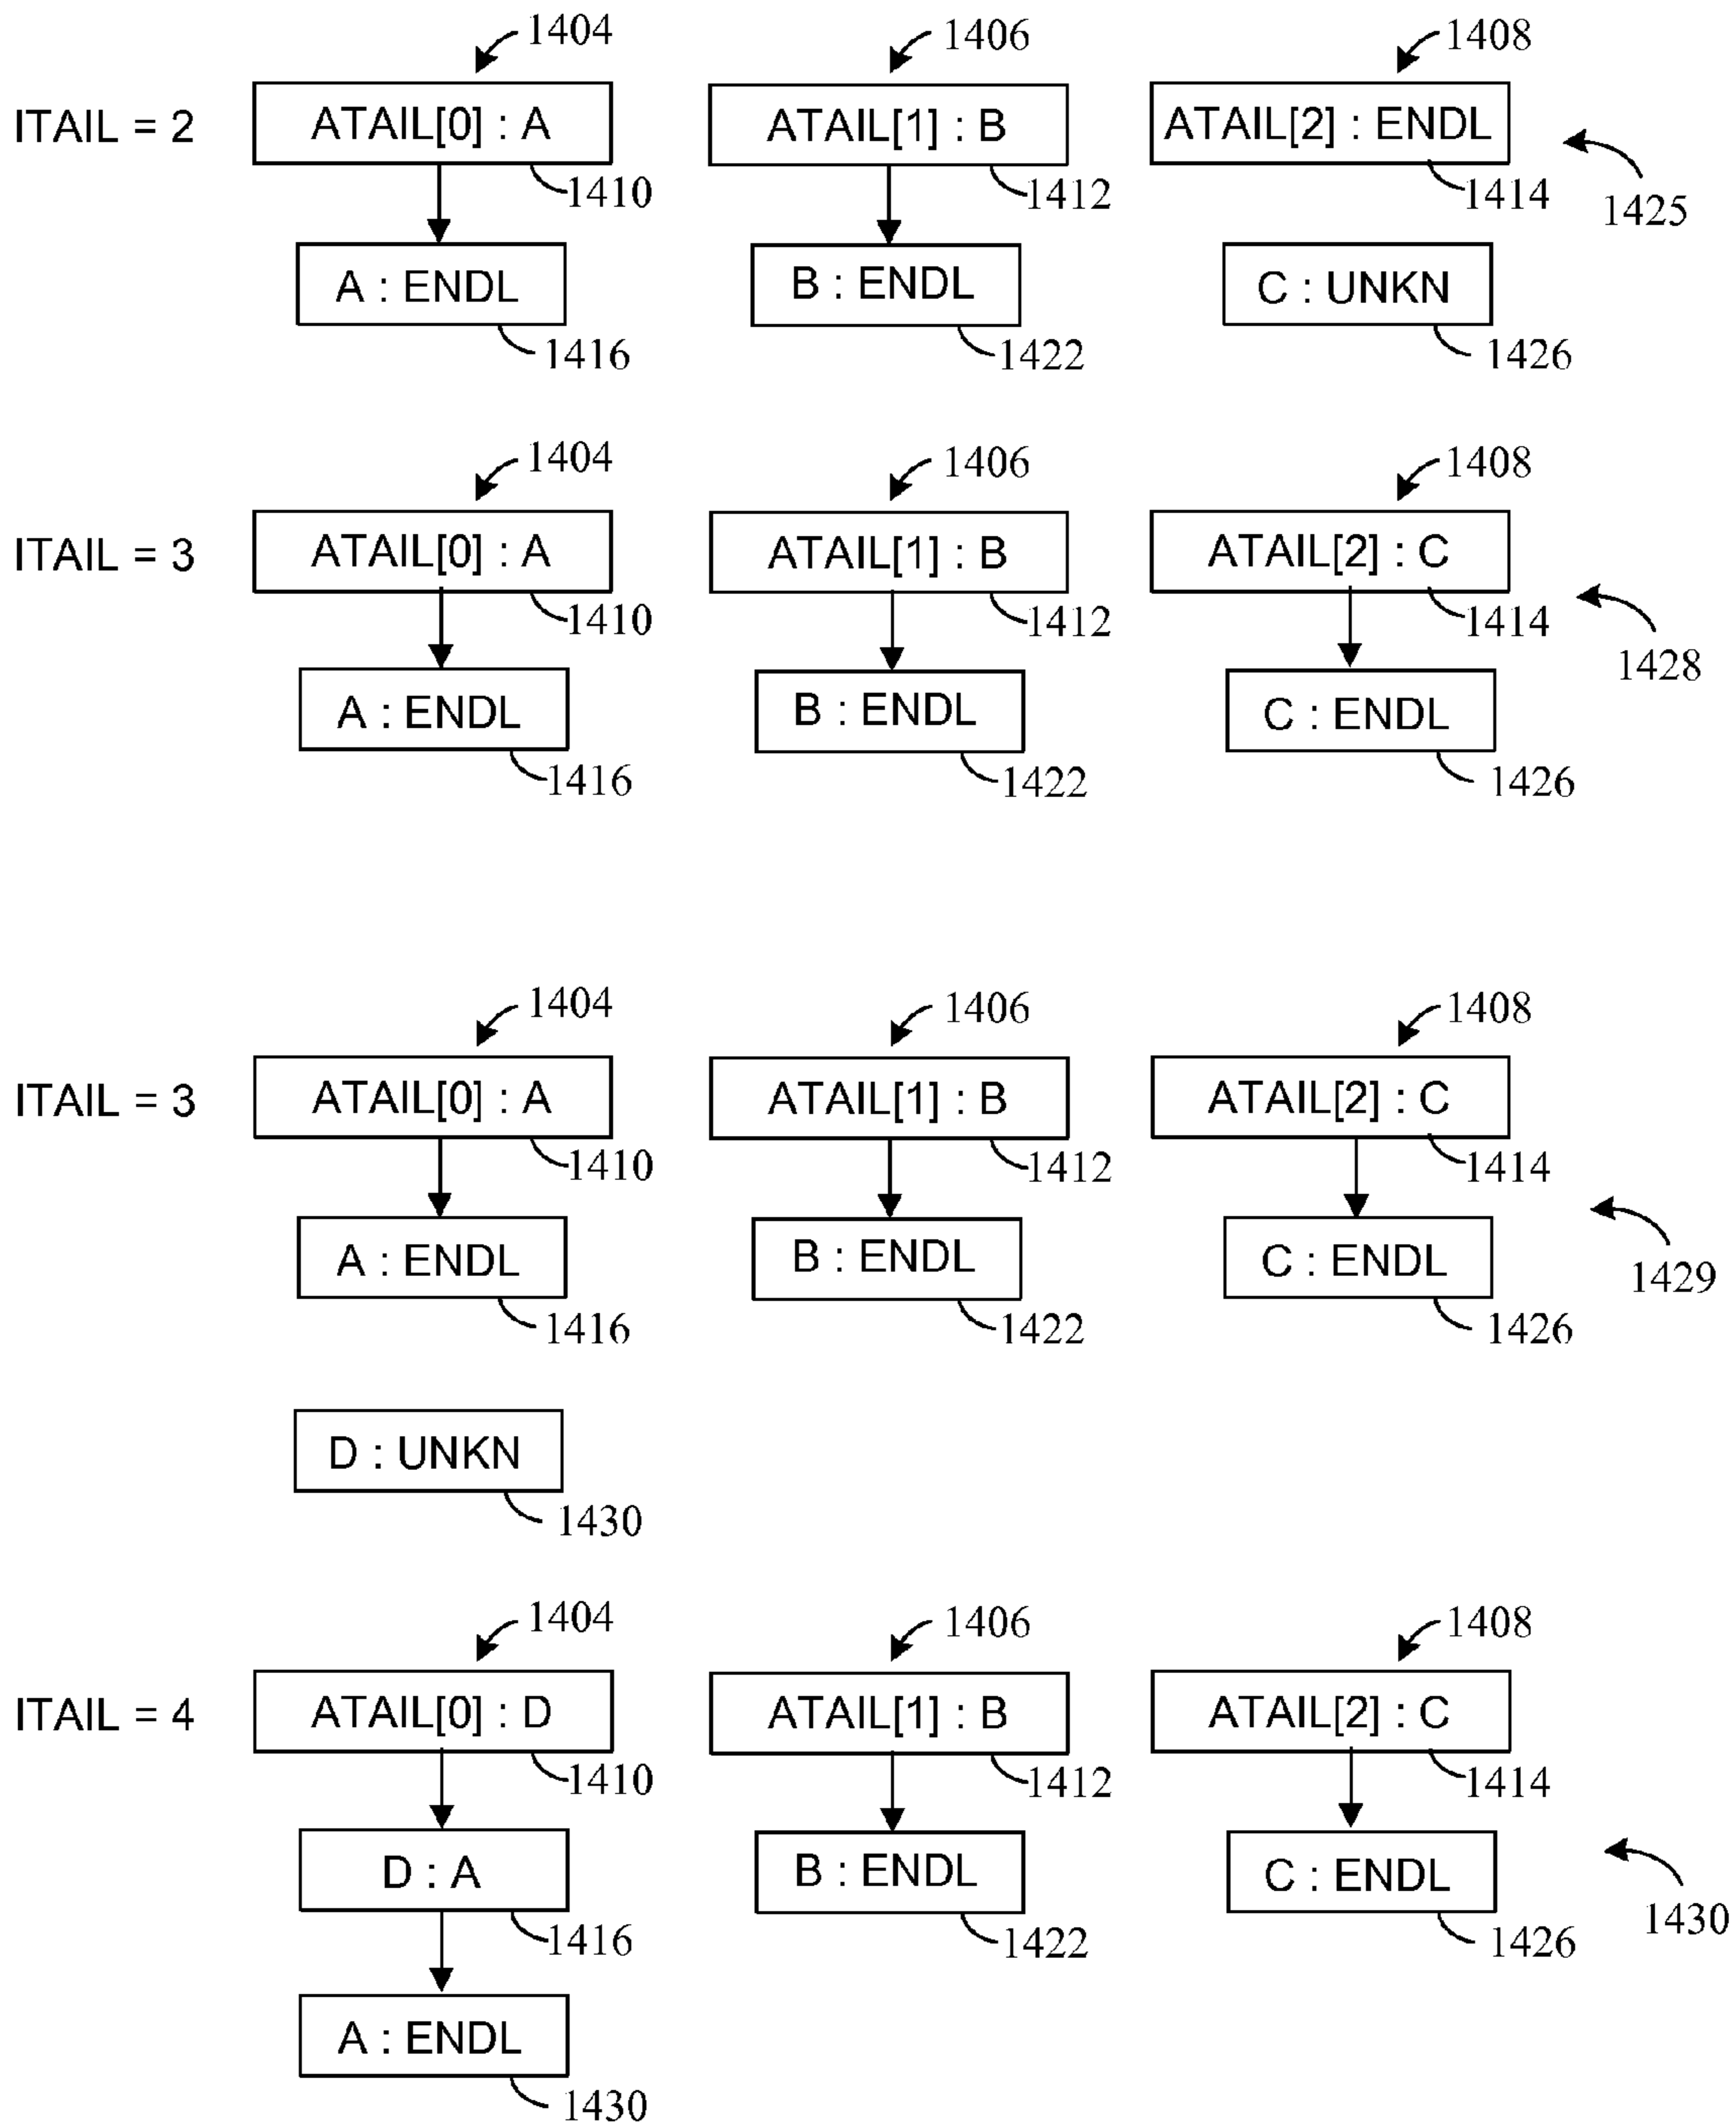 1404 1406 1408
ITAIL = 2 ATAIL[0] : A ATAIL[1] : B ATAIL[2] : ENDL
1410 1412 1414 1425
A : ENDL B : ENDL C : UNKN
1416 1422 1426
1404 1406 1408
ITAIL = 3 ATAIL[0] : A ATAIL[1] : B ATAIL[2] : C
1410 1412 1414 1428
A : ENDL B : ENDL C : ENDL
1416 1422 1426
1404 1406 1408
ITAIL = 3 ATAIL[0] : A ATAIL[1] : B ATAIL[2] : C
1410 1412 1414
A : ENDL B : ENDL C : ENDL 1429
1416 1422 1426
D : UNKN
1430
1404 1406 1408
ITAIL = 4 ATAIL[0] : D ATAIL[1] : B ATAIL[2] : C
1410 1412 1414
D : A B : ENDL C : ENDL 1430
1416 1422 1426
A : ENDL
1430